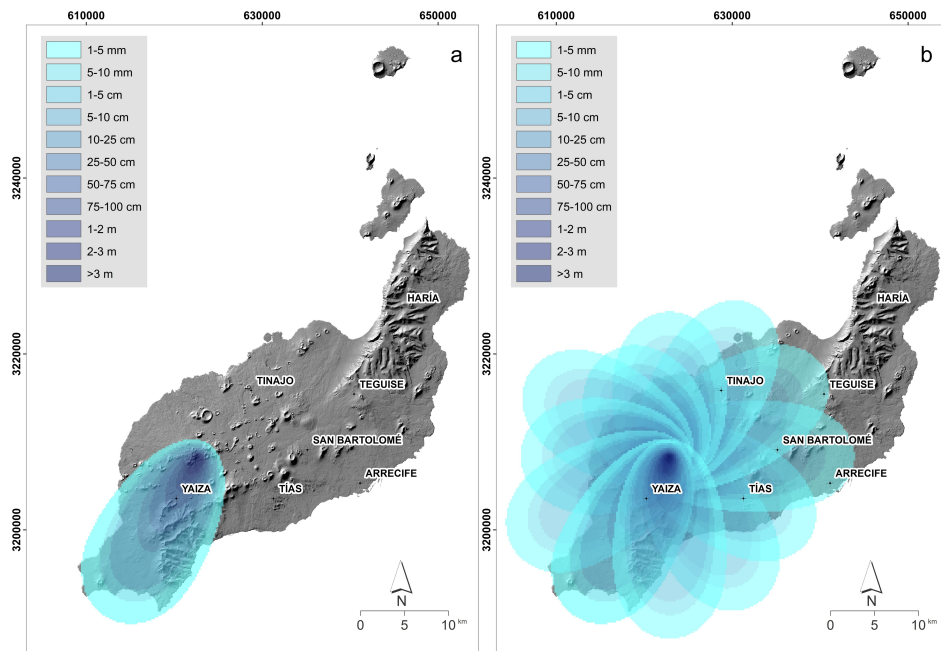 610000 630000 650000
610000 630000 650000
a
b
1-5 mm
5-10 mm
1-5 cm
5-10 cm
10-25 cm
25-50 cm
50-75 cm
75-100 cm
1-2 m
2-3 m
>3 m
1-5 mm
5-10 mm
1-5 cm
5-10 cm
10-25 cm
25-50 cm
50-75 cm
75-100 cm
1-2 m
2-3 m
>3 m
3240000
3220000
3200000
3240000
3220000
3200000
HARÍA
TINAJO
TEGUISE
SAN BARTOLOMÉ
ARRECIFE
YAIZA
TÍAS
N
0 5 10 km
HARÍA
TINAJO
TEGUISE
SAN BARTOLOMÉ
ARRECIFE
YAIZA
TÍAS
N
0 5 10 km